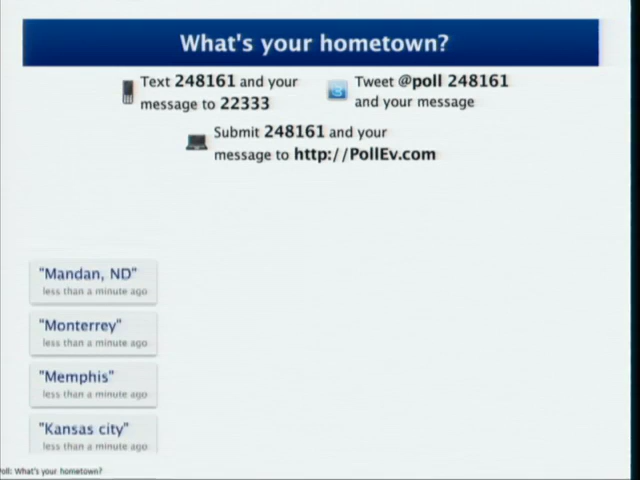 What's your hometown?
Text 248161 and your
message to 22333
Tweet @poll 248161
and your message
Submit 248161 and your
message to http://PollEv.com
"Mandan, ND"
less than a minute ago
"Monterrey"
less than a minute ago
"Memphis"
less than a minute ago
"Kansas city"
less than a minute ago
oll: What's your hometown?